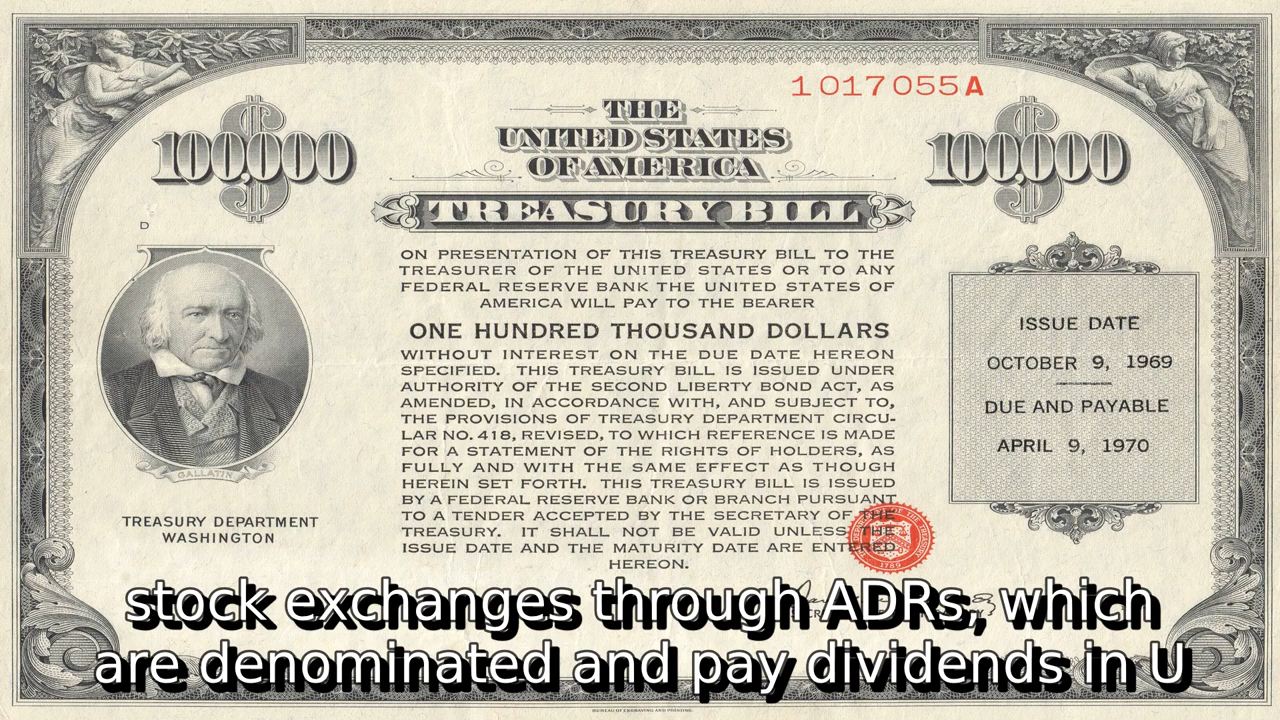 1017055A
THE
UNITED STATES
OF AMERICA
100,000
100,000
TREASURY BILL
D
ON PRESENTATION OF THIS TREASURY BILL TO THE
TREASURER OF THE UNITED STATES OR TO ANY
FEDERAL RESERVE BANK THE UNITED STATES OF
AMERICA WILL PAY TO THE BEARER
ONE HUNDRED THOUSAND DOLLARS
WITHOUT INTEREST ON THE DUE DATE HEREON
SPECIFIED. THIS TREASURY BILL IS ISSUED UNDER
AUTHORITY OF THE SECOND LIBERTY BOND ACT, AS
AMENDED, IN ACCORDANCE WITH, AND SUBJECT TO,
THE PROVISIONS OF TREASURY DEPARTMENT CIRCU-
LAR NO. 418, REVISED, TO WHICH REFERENCE IS MADE
FOR A STATEMENT OF THE RIGHTS OF HOLDERS, AS
FULLY AND WITH THE SAME EFFECT AS THOUGH
HEREIN SET FORTH. THIS TREASURY BILL IS ISSUED
BY A FEDERAL RESERVE BANK OR BRANCH PURSUANT
TO A TENDER ACCEPTED BY THE SECRETARY OF THE
TREASURY. IT SHALL NOT BE VALID UNLESS THE
ISSUE DATE AND THE MATURITY DATE ARE ENTERED
HEREON.
ISSUE DATE
OCTOBER 9, 1969
DUE AND PAYABLE
APRIL 9, 1970
GALLATIN
TREASURY DEPARTMENT
WASHINGTON
1789
stock exchanges through ADRs, which
are denominated and pay dividends in U
BUREAU OF ENGRAVING AND PRINTING